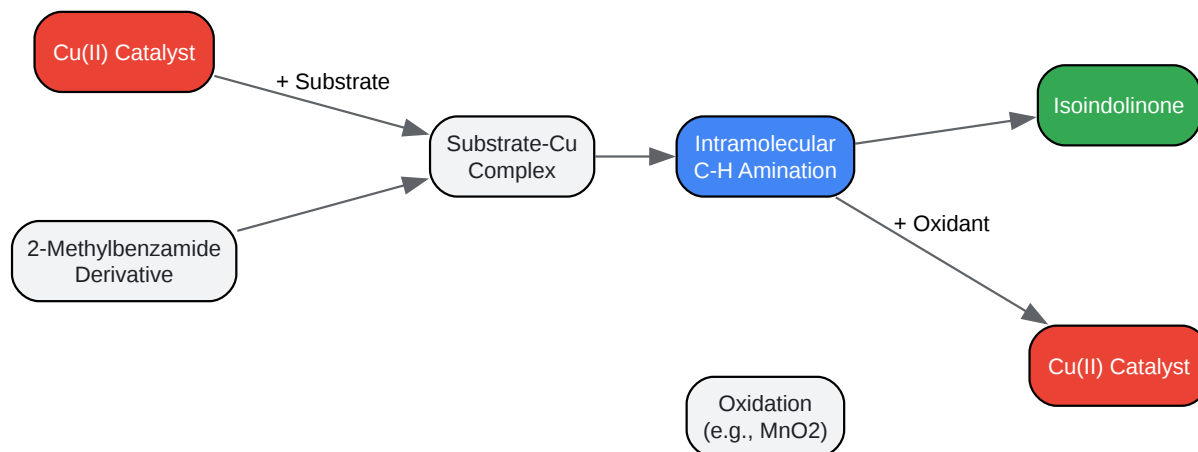 Cu(II) Catalyst
+ Substrate
2-Methylbenzamide
Derivative
Substrate-Cu
Complex
Intramolecular
C-H Amination
Isoindolinone
+ Oxidant
Cu(II) Catalyst
Oxidation
(e.g., MnO2)